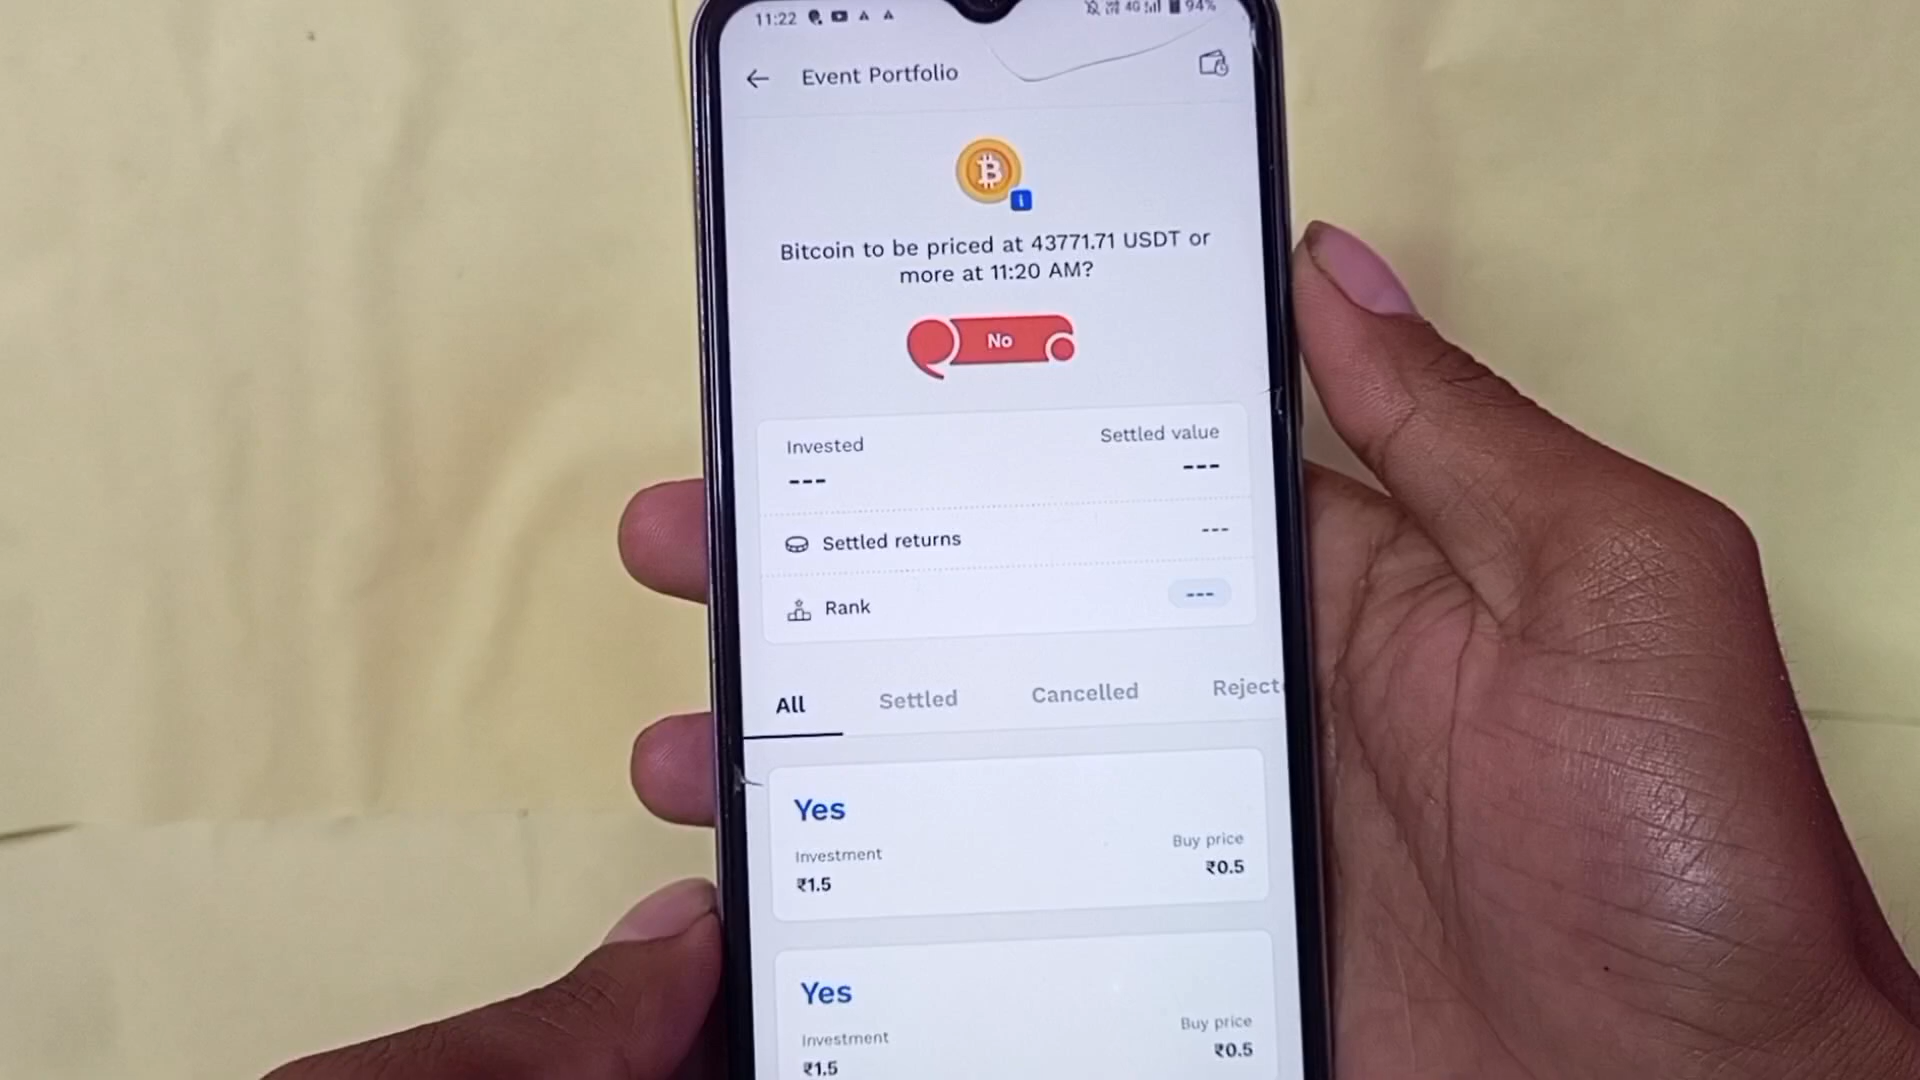 11:22
4G
94%
Event Portfolio
Bitcoin to be priced at 43771.71 USDT or
more at 11:20 AM?
No
Invested
Settled value
---
---
Settled returns
---
Rank
---
All
Settled
Cancelled
Reject
Yes
Investment
Buy price
₹1.5
₹0.5
Yes
Investment
Buy price
₹1.5
₹0.5